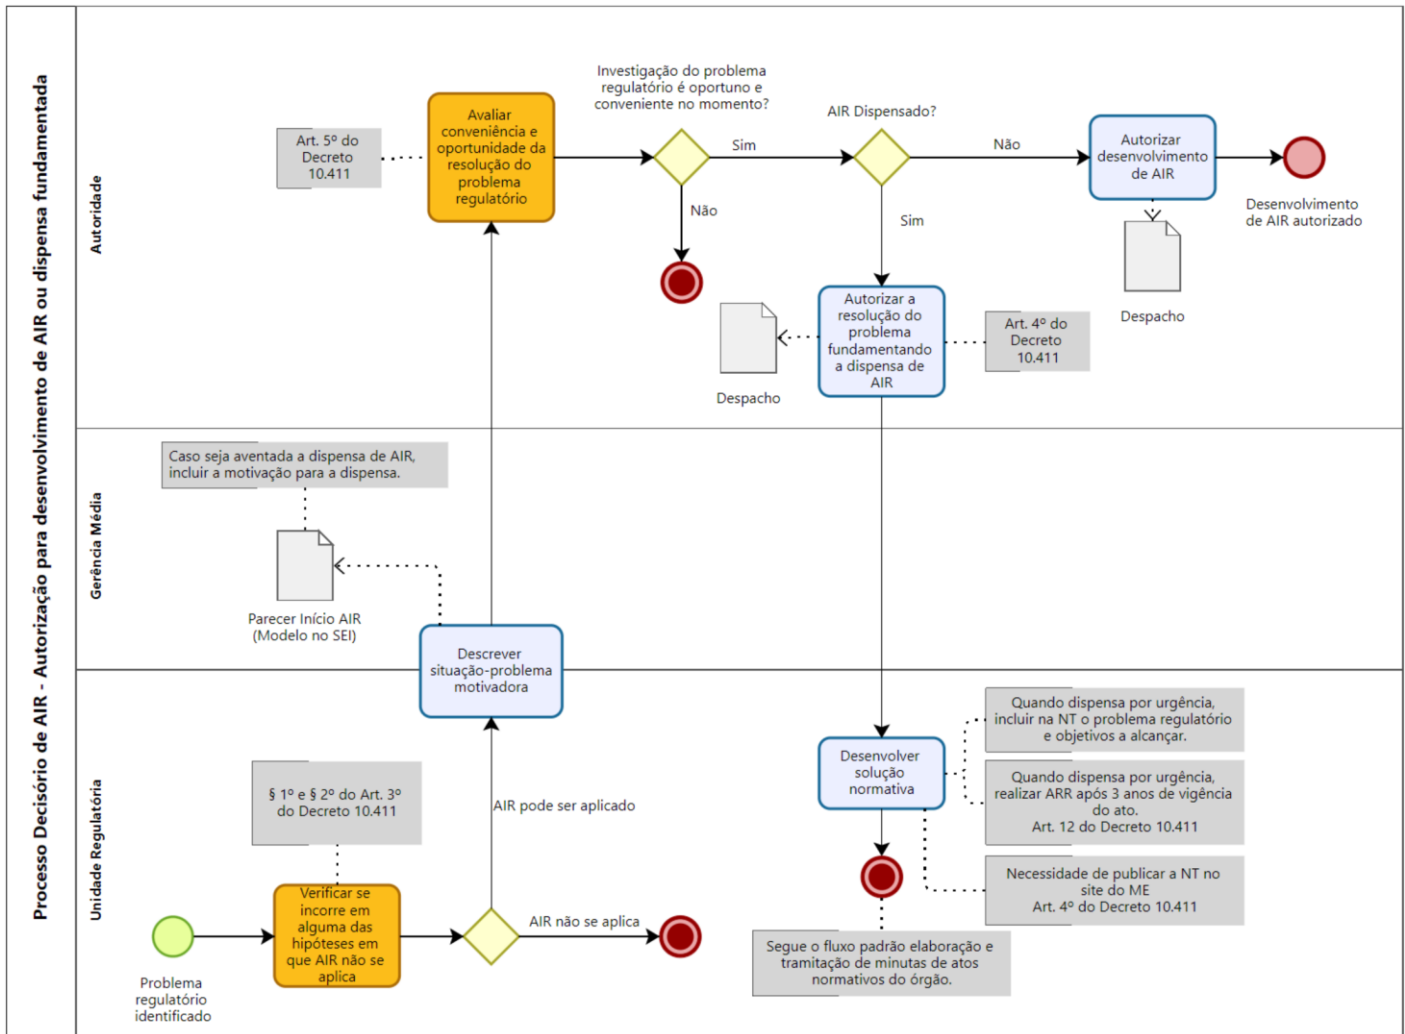 Processo Decisório de AIR - Autorização para desenvolvimento de AIR ou dispensa fundamentada
Autoridade
Art. 5º do
Decreto
10.411
Avaliar
conveniência e
oportunidade da
resolução do
problema
regulatório
Investigação do problema
regulatório é oportuno e
conveniente no momento?
Sim
Não
AIR Dispensado?
Não
Sim
Autorizar
desenvolvimento
de AIR
Desenvolvimento
de AIR autorizado
Despacho
Autorizar a
resolução do
problema
fundamentando
a dispensa de
AIR
Despacho
Art. 4º do
Decreto
10.411
Gerência Média
Caso seja aventada a dispensa de AIR,
incluir a motivação para a dispensa.
Parecer Início AIR
(Modelo no SEI)
Descrever
situação-problema
motivadora
Unidade Regulatória
§ 1º e § 2º do Art. 3º
do Decreto 10.411
AIR pode ser aplicado
Verificar se
incorre em
alguma das
hipóteses em
que AIR não se
aplica
AIR não se aplica
Problema
regulatório
identificado
Desenvolver
solução
normativa
Quando dispensa por urgência,
incluir na NT o problema regulatório
e objetivos a alcançar.
Quando dispensa por urgência,
realizar ARR após 3 anos de vigência
do ato.
Art. 12 do Decreto 10.411
Necessidade de publicar a NT no
site do ME
Art. 4º do Decreto 10.411
Segue o fluxo padrão elaboração e
tramitação de minutas de atos
normativos do órgão.